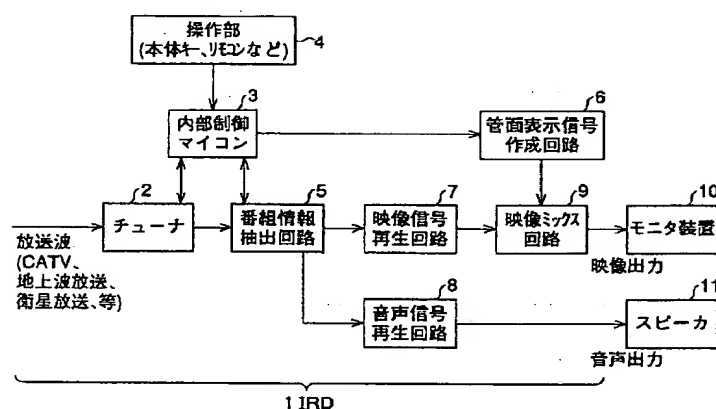 操作部
(本体キー、リモコンなど)
4
3
内部制御
マイコン
6
管面表示信号
作成回路
2
チューナ
5
番組情報
抽出回路
7
映像信号
再生回路
9
映像ミックス
回路
10
モニタ装置
映像出力
放送波
(CATV、
地上波放送、
衛星放送、等)
8
音声信号
再生回路
11
スピーカ
音声出力
1 IRD